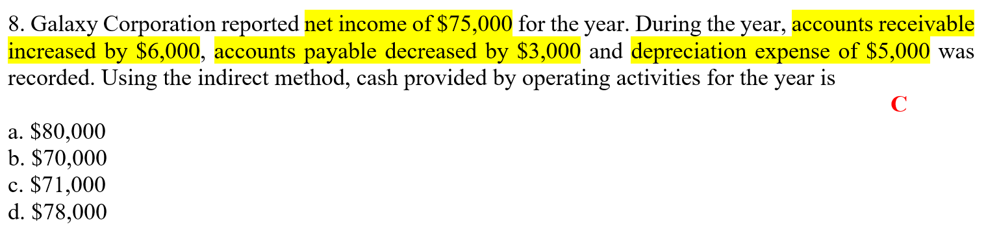 8. Galaxy Corporation reported net income of $75,000 for the year. During the year, accounts receivable
increased by $6,000, accounts payable decreased by $3,000 and depreciation expense of $5,000 was
recorded. Using the indirect method, cash provided by operating activities for the year is
C
a. $80,000
b. $70,000
c. $71,000
d. $78,000